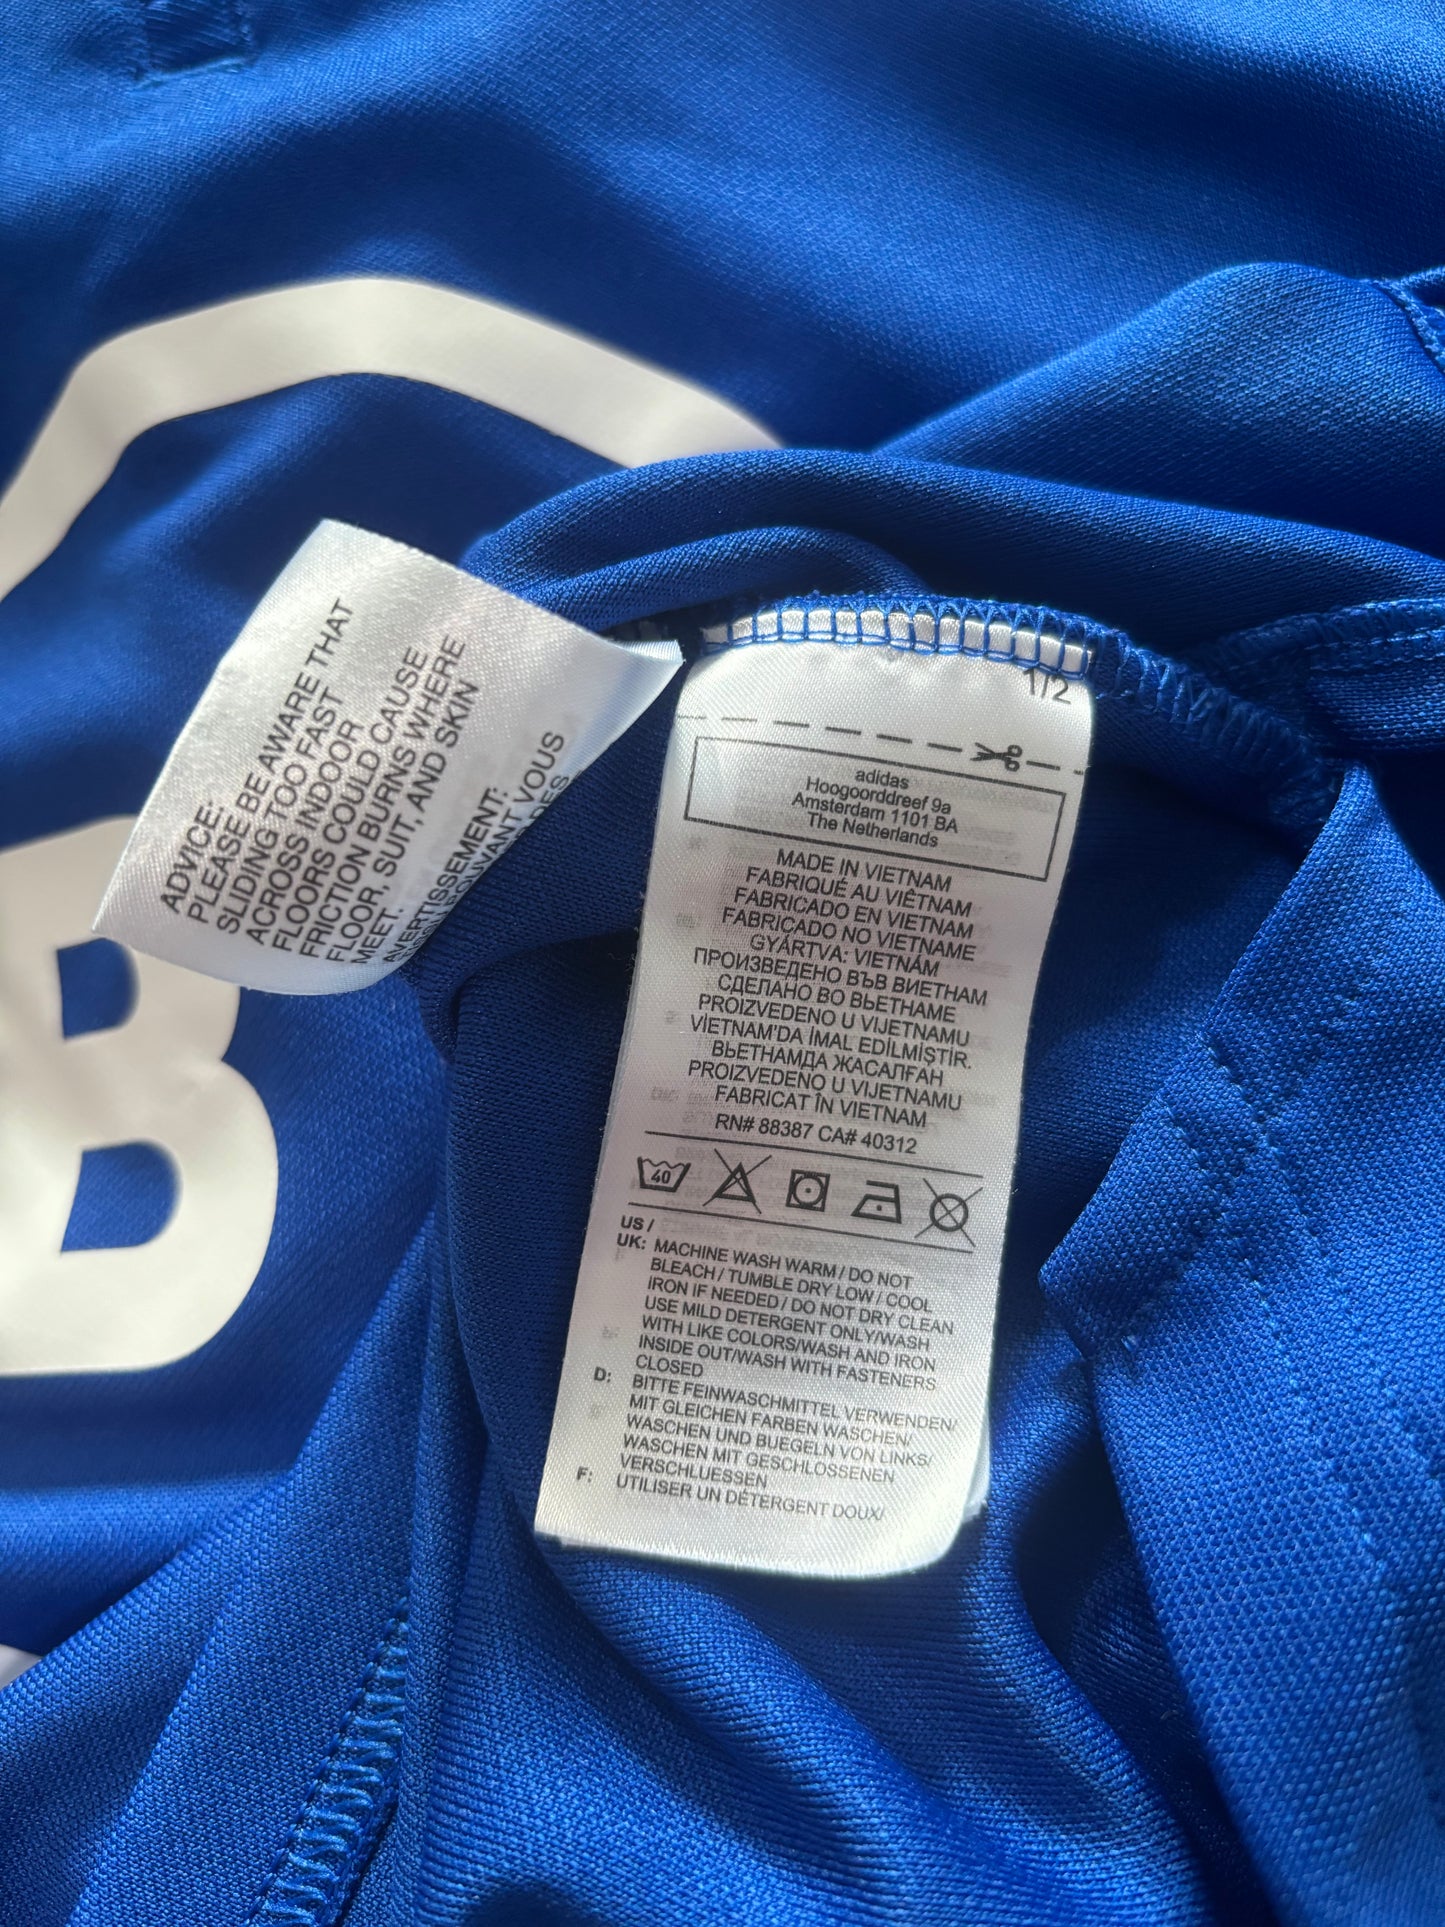 B
ADVICE:
PLEASE BE AWARE THAT
SLIDING TOO FAST
ACROSS INDOOR
FLOORS COULD CAUSE
FRICTION BURNS WHERE
FLOOR, SUIT, AND SKIN
MEET.
AVERTISSEMENT:
POUVANT VOUS
1/2
adidas
Hoogoorddreef 9a
Amsterdam 1101 BA
The Netherlands
MADE IN VIETNAM
FABRIQUÉ AU VIÊTNAM
FABRICADO EN VIETNAM
FABRICADO NO VIETNAME
GYÁRTVA: VIETNÁM
ПРОИЗВЕДЕНО ВЪВ ВИЕТНАМ
СДЕЛАНО ВО ВЬЕТНАМЕ
PROIZVEDENO U VIJETNAMU
VİETNAM'DA İMAL EDİLMİŞTİR.
ВЬЕТНАМДА ЖАСАЛҒАН
PROIZVEDENO U VIJETNAMU
FABRICAT ÎN VIETNAM
RN# 88387 CA# 40312
40
US /
UK: MACHINE WASH WARM / DO NOT
BLEACH / TUMBLE DRY LOW / COOL
IRON IF NEEDED / DO NOT DRY CLEAN
USE MILD DETERGENT ONLY/WASH
WITH LIKE COLORS/WASH AND IRON
INSIDE OUT/WASH WITH FASTENERS
CLOSED
D: BITTE FEINWASCHMITTEL VERWENDEN/
MIT GLEICHEN FARBEN WASCHEN/
WASCHEN UND BUEGELN VON LINKS/
WASCHEN MIT GESCHLOSSENEN
VERSCHLUESSEN
F: UTILISER UN DÉTERGENT DOUX/